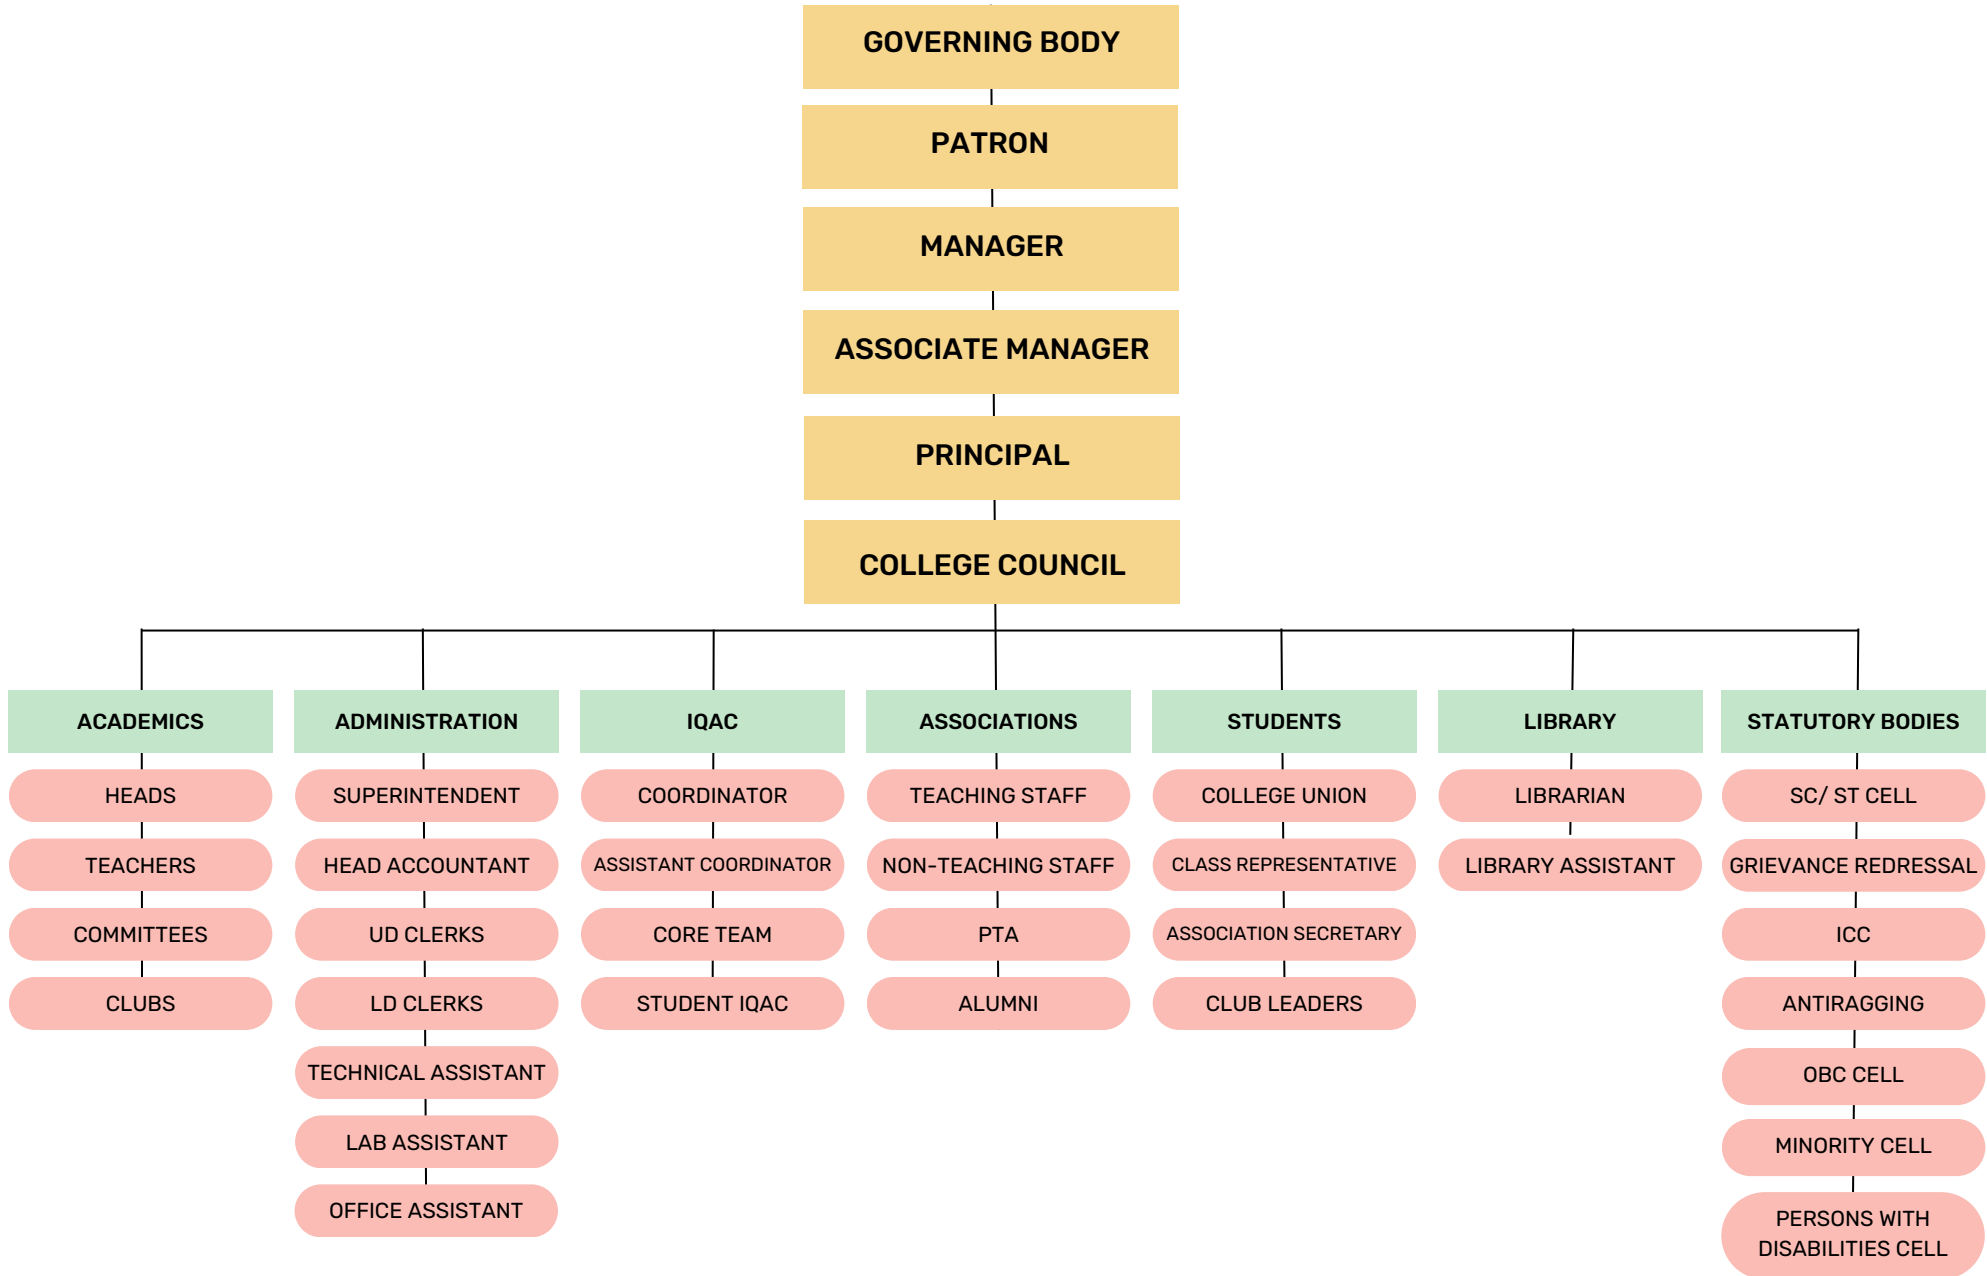 GOVERNING BODY
PATRON
MANAGER
ASSOCIATE MANAGER
PRINCIPAL
COLLEGE COUNCIL
ACADEMICS
HEADS
TEACHERS
COMMITTEES
CLUBS
ADMINISTRATION
SUPERINTENDENT
HEAD ACCOUNTANT
UD CLERKS
LD CLERKS
TECHNICAL ASSISTANT
LAB ASSISTANT
OFFICE ASSISTANT
IQAC
COORDINATOR
ASSISTANT COORDINATOR
CORE TEAM
STUDENT IQAC
ASSOCIATIONS
TEACHING STAFF
NON-TEACHING STAFF
PTA
ALUMNI
STUDENTS
COLLEGE UNION
CLASS REPRESENTATIVE
ASSOCIATION SECRETARY
CLUB LEADERS
LIBRARY
LIBRARIAN
LIBRARY ASSISTANT
STATUTORY BODIES
SC/ ST CELL
GRIEVANCE REDRESSAL
ICC
ANTIRAGGING
OBC CELL
MINORITY CELL
PERSONS WITH
DISABILITIES CELL